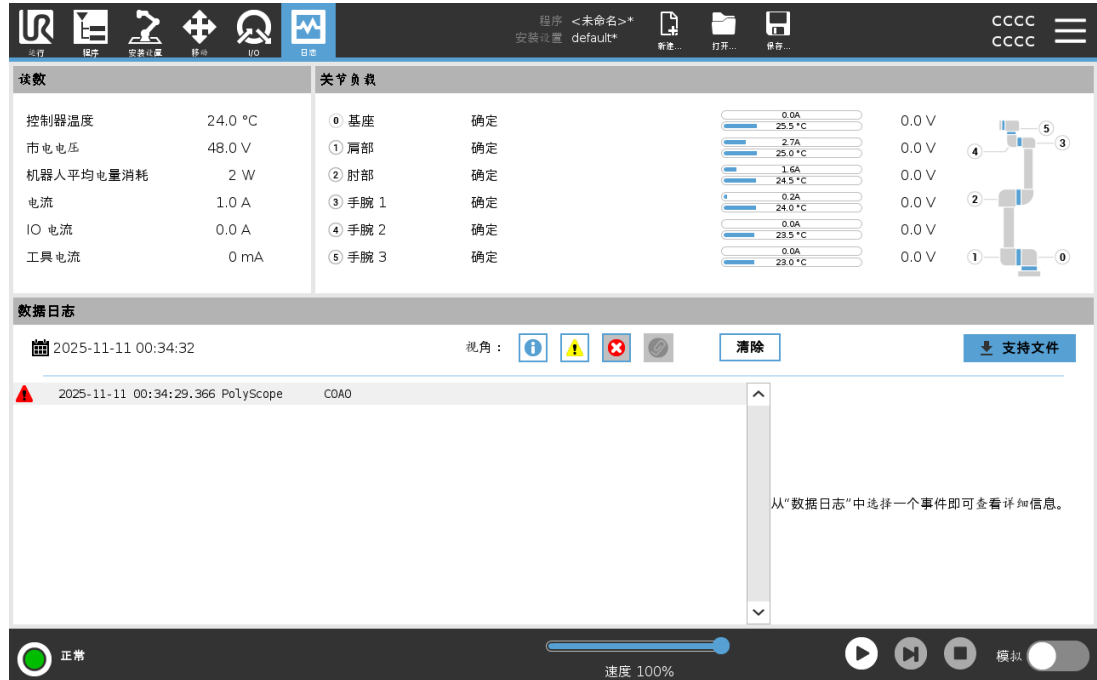 程序 <未命名>*
安装设置 default*
CCCC
CCCC
运行 程序 安装设置 移动 I/O 日志 新建... 打开... 保存...
读数 关节负载
控制器温度 24.0 °C 0 基座 确定 0.0A 25.5 °C 0.0 V
市电电压 48.0 V 1 肩部 确定 2.7A 25.0 °C 0.0 V
机器人平均电量消耗 2 W 2 肘部 确定 1.6A 24.5 °C 0.0 V
电流 1.0 A 3 手腕 1 确定 0.2A 24.0 °C 0.0 V
IO 电流 0.0 A 4 手腕 2 确定 0.0A 23.5 °C 0.0 V
工具电流 0 mA 5 手腕 3 确定 0.0A 23.0 °C 0.0 V
5
3
4
2
1 0
数据日志
2025-11-11 00:34:32 视角： 清除 支持文件
2025-11-11 00:34:29.366 PolyScope C0A0
从"数据日志"中选择一个事件即可查看详细信息。
正常 速度 100% 模拟